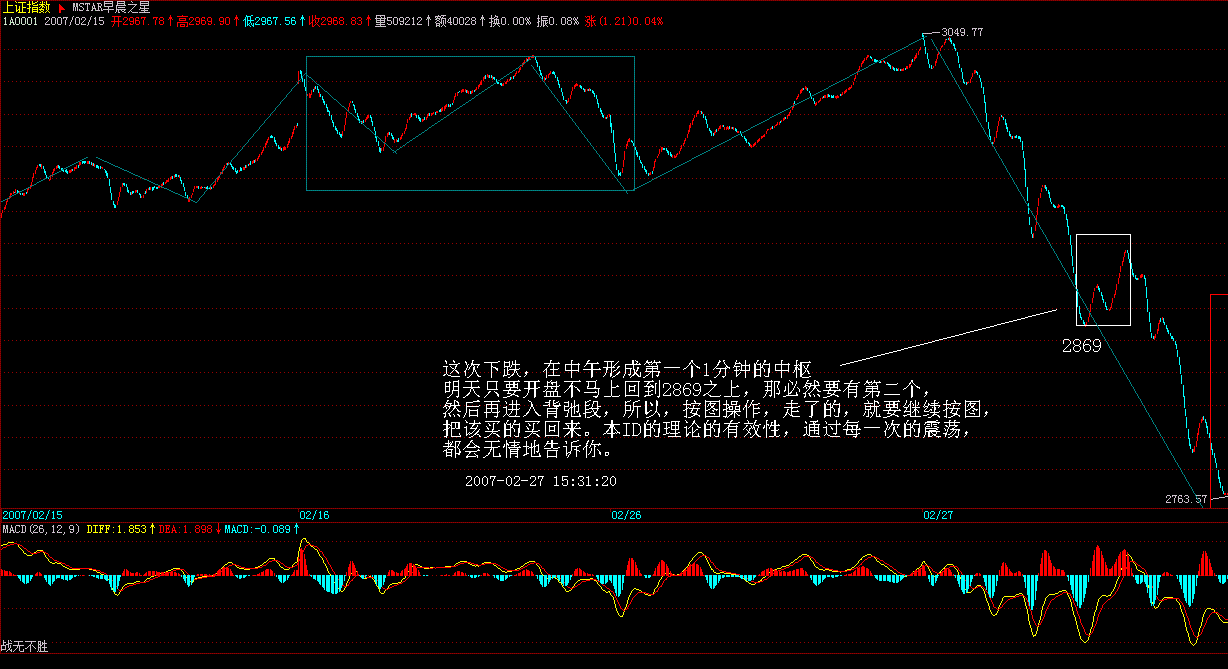 上证指数 MSTAR早晨之星
1A0001 2007/02/15 开2987.78↑高2989.90↑低2987.56↑收2988.83↑量509212↑额40028↑换0.00% 振0.08% 涨(1.21)0.04%
3049.77
2869
这次下跌，在中午形成第一个1分钟的中枢
明天只要开盘不马上回到2869之上，那必然要有第二个，
然后再进入背弛段，所以，按图操作，走了的，就要继续按图，
把该买的买回来。本ID的理论的有效性，通过每一次的震荡，
都会无情地告诉你。
2007-02-27 15:31:20
2763.57
2007/02/15 02/16 02/26 02/27
MACD(26,12,9) DIFF:1.853↑DEA:1.898↓MACD:-0.089↑
战无不胜